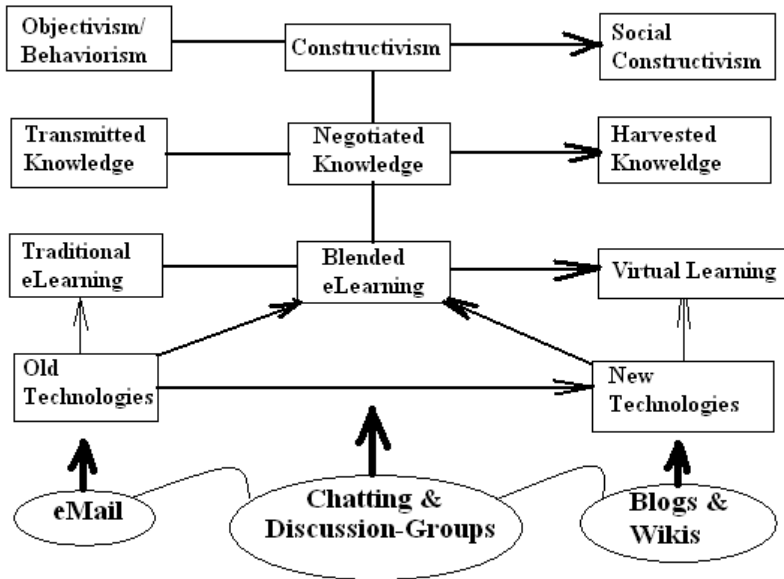 Objectivism/
Behaviorism
Constructivism
Social
Constructivism
Transmitted
Knowledge
Negotiated
Knowledge
Harvested
Knoweldge
Traditional
eLearning
Blended
eLearning
Virtual Learning
Old
Technologies
New
Technologies
eMail
Chatting &
Discussion-Groups
Blogs &
Wikis